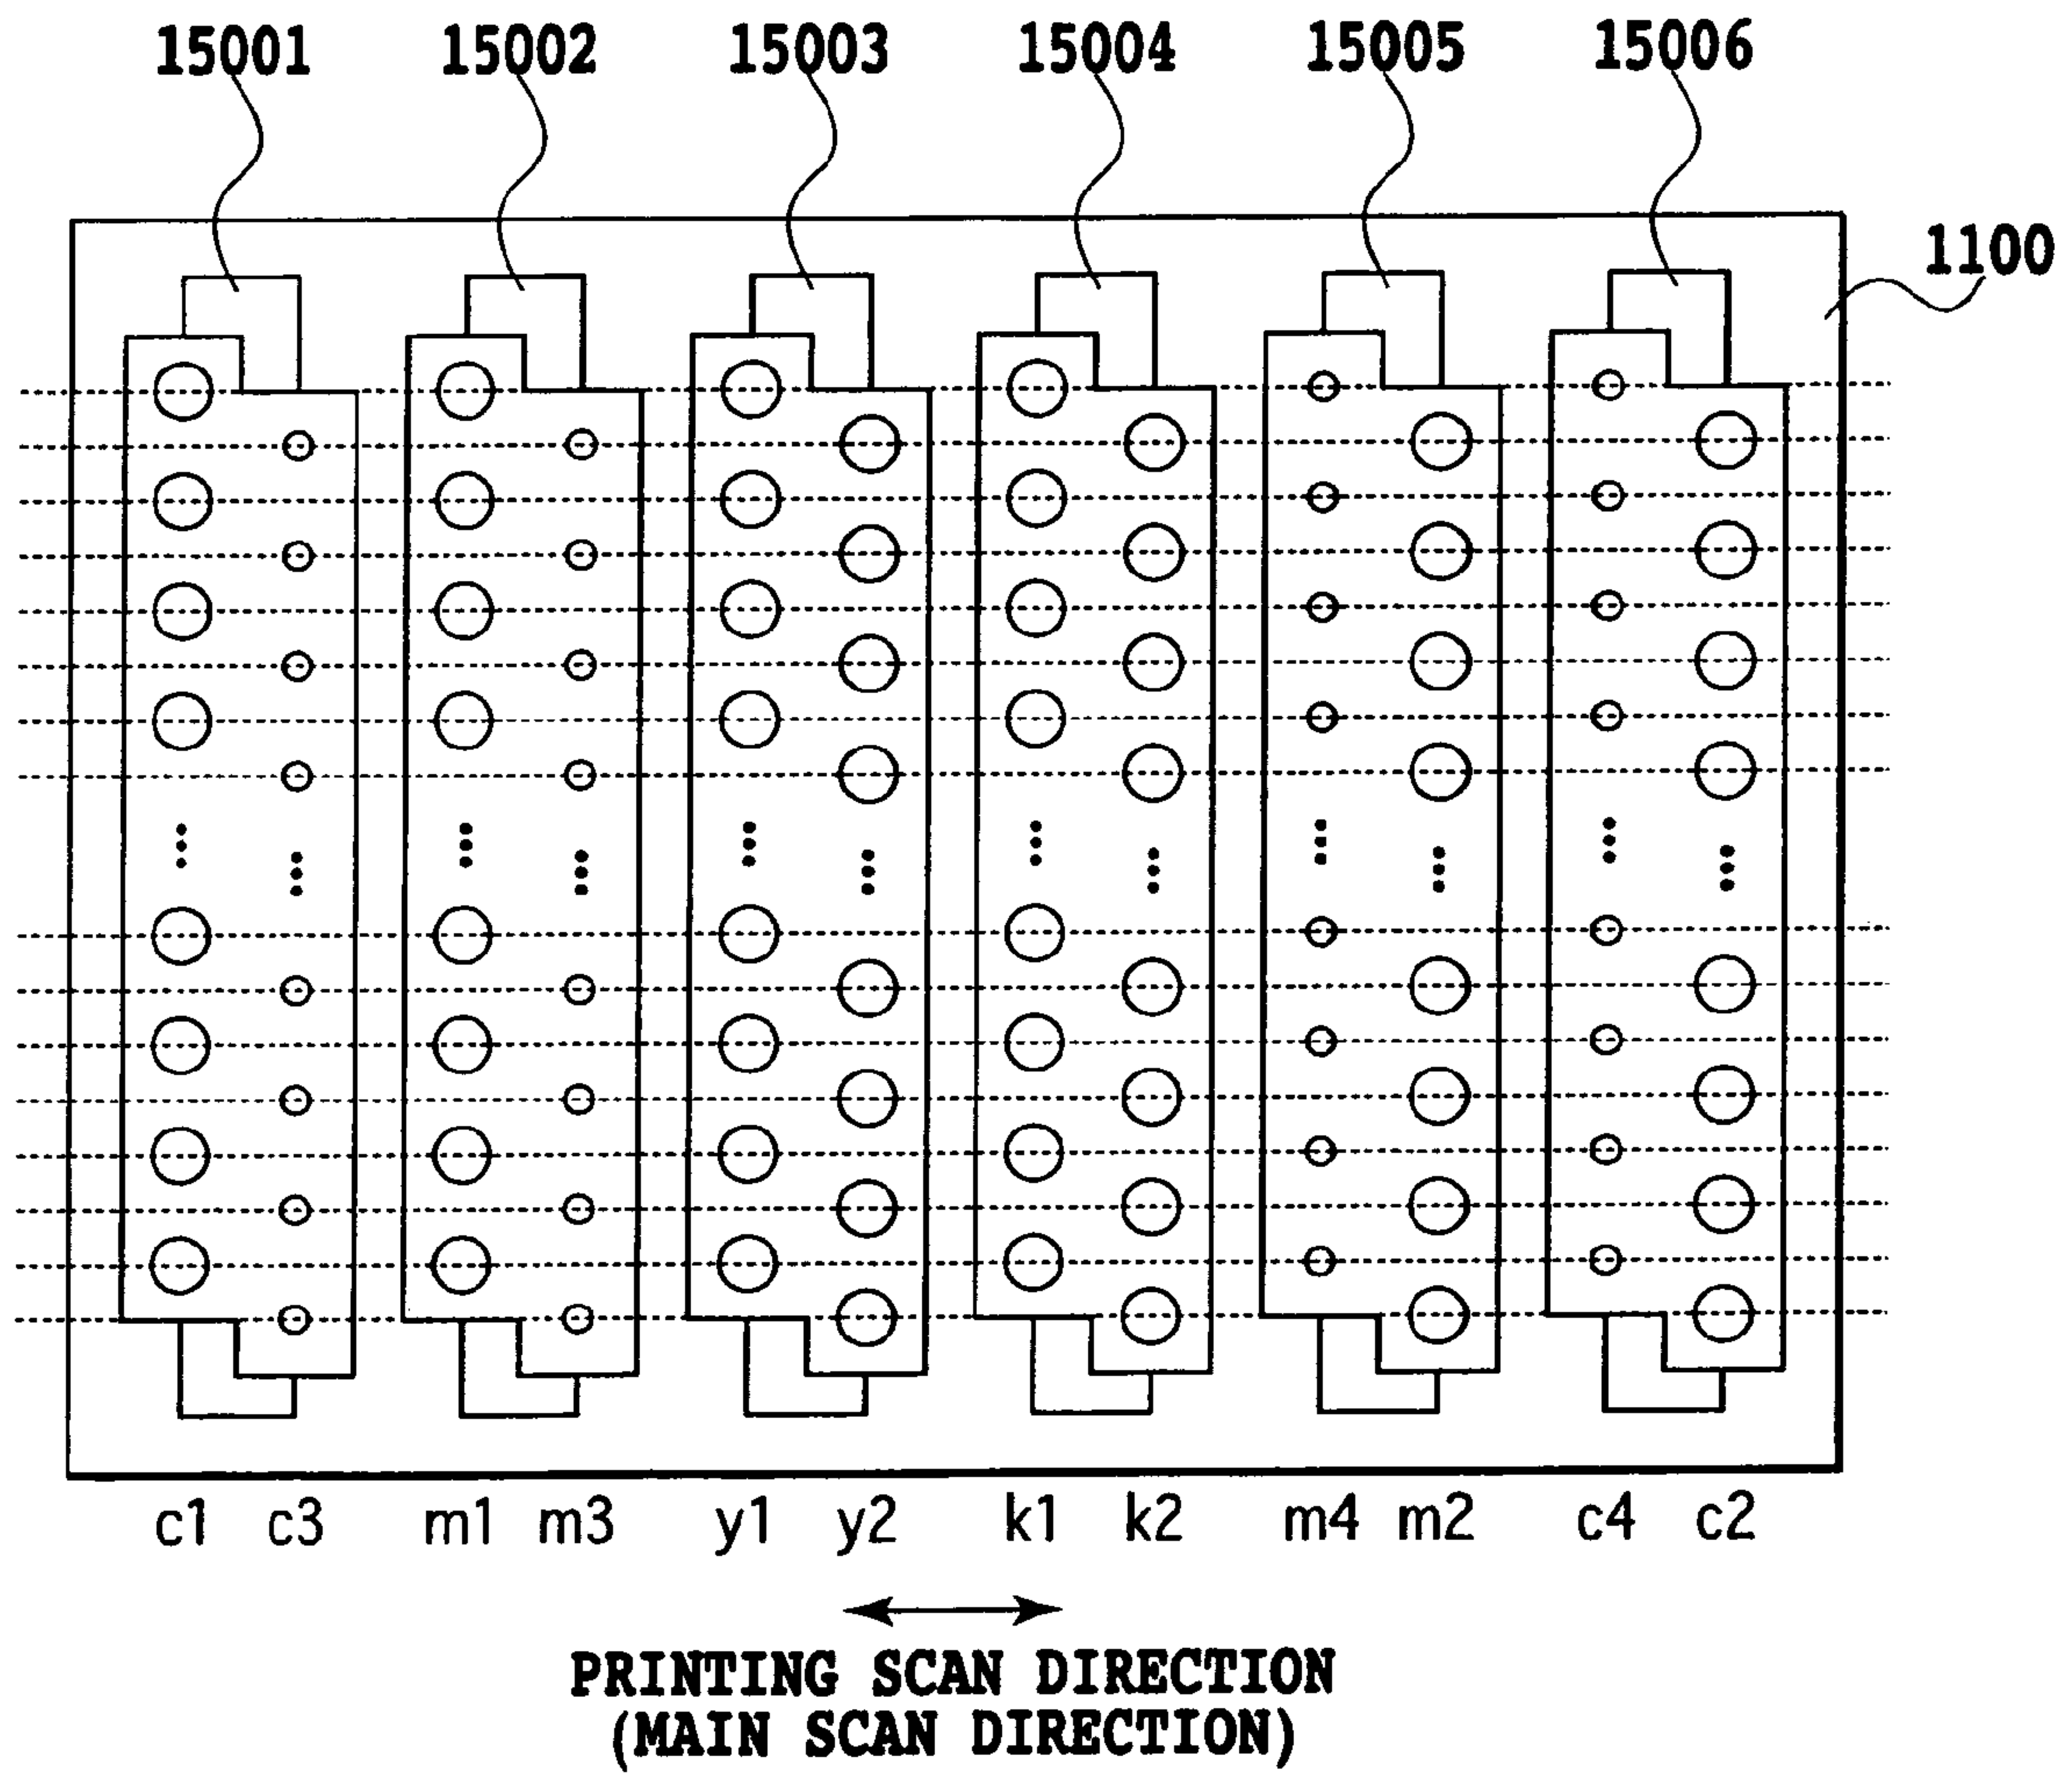 15001 15002 15003 15004 15005 15006
1100
c1 c3 m1 m3 y1 y2 k1 k2 m4 m2 c4 c2
PRINTING SCAN DIRECTION
(MAIN SCAN DIRECTION)